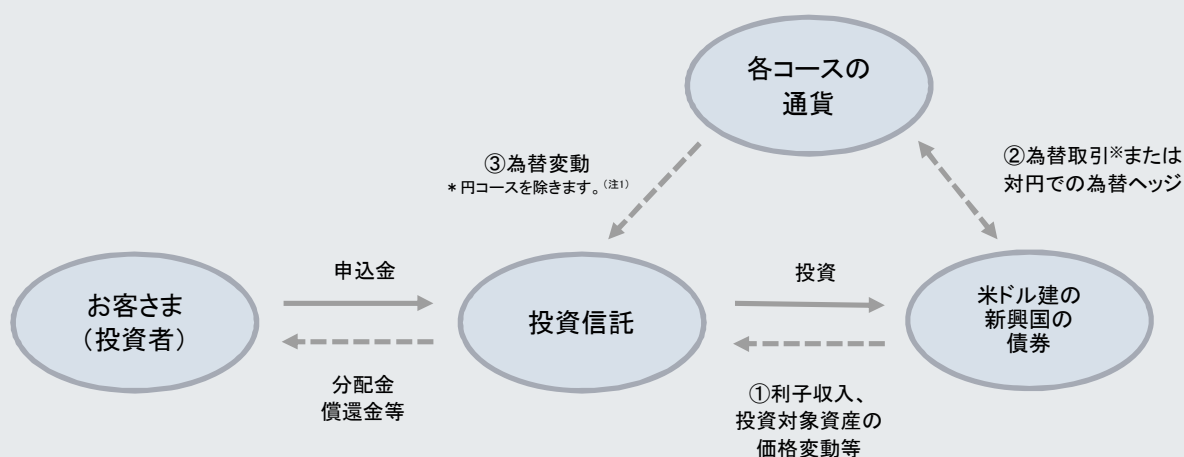 各コースの
通貨
③為替変動
＊円コースを除きます。(注1)
②為替取引※または
対円での為替ヘッジ
お客さま
（投資者）
申込金
分配金
償還金等
投資信託
投資
①利子収入、
投資対象資産の
価格変動等
米ドル建の
新興国の
債券